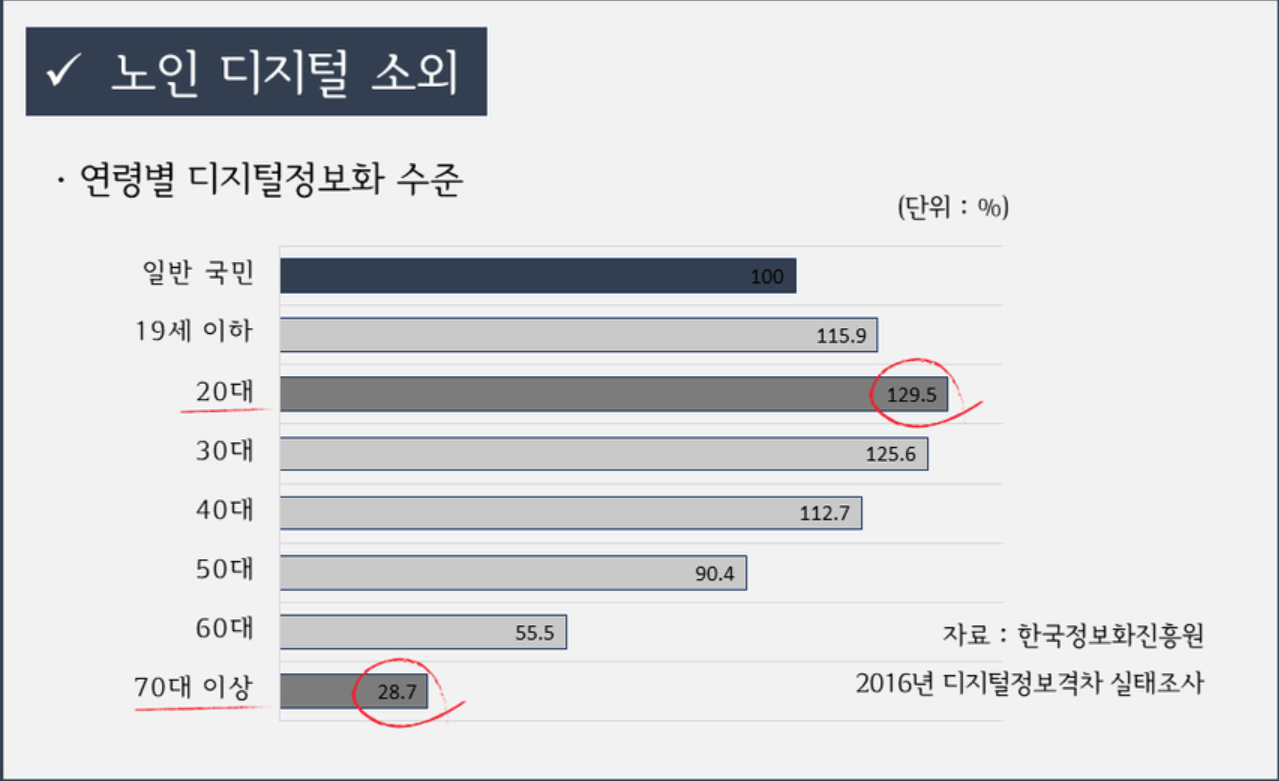 ✓ 노인 디지털 소외
· 연령별 디지털정보화 수준
(단위 : %)
일반 국민 100
19세 이하 115.9
20대 129.5
30대 125.6
40대 112.7
50대 90.4
60대 55.5
70대 이상 28.7
자료 : 한국정보화진흥원
2016년 디지털정보격차 실태조사